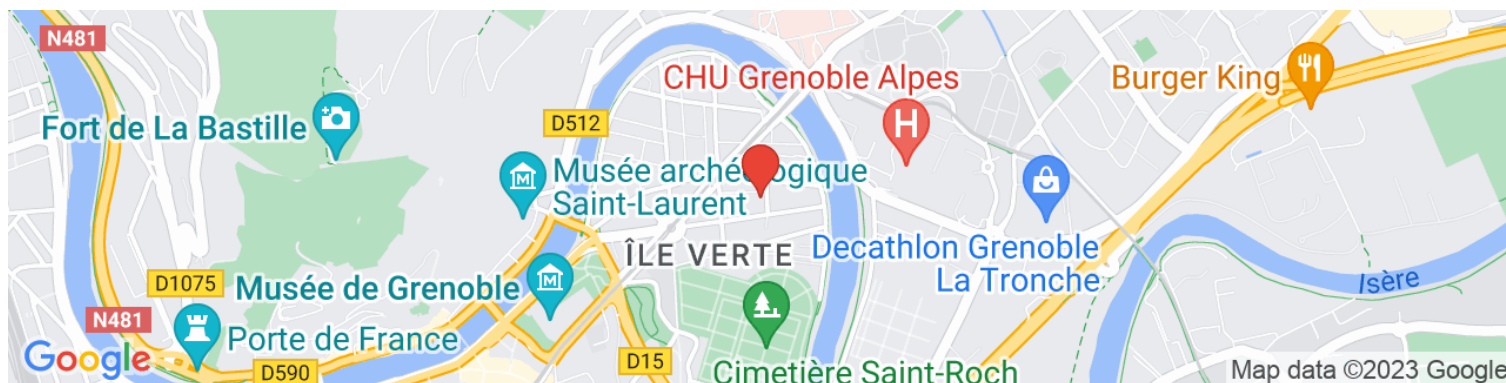 N481
CHU Grenoble Alpes
Burger King
Fort de La Bastille
D512
Musée archéologique
Saint-Laurent
ÎLE VERTE
Decathlon Grenoble
La Tronche
Isère
D1075
Musée de Grenoble
N481
Porte de France
Google
D590
D15
Cimetière Saint-Roch
Map data ©2023 Google